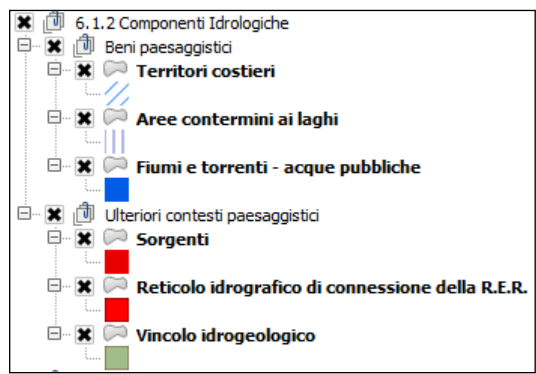 6.1.2 Componenti Idrologiche
Beni paesaggistici
Territori costieri
Aree contermini ai laghi
Fiumi e torrenti - acque pubbliche
Ulteriori contesti paesaggistici
Sorgenti
Reticolo idrografico di connessione della R.E.R.
Vincolo idrogeologico